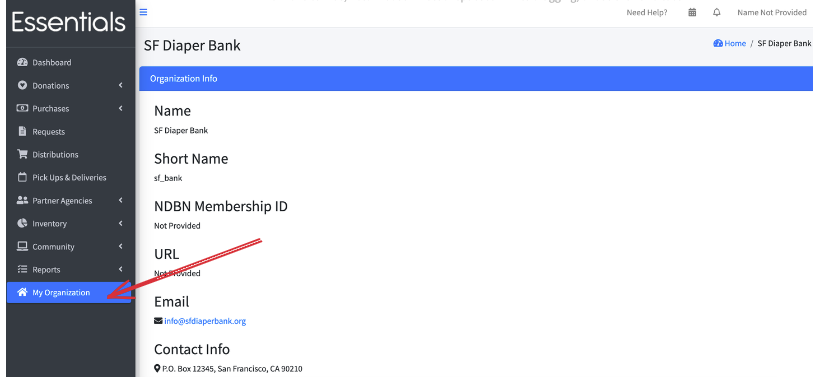 Essentials
Need Help?
Name Not Provided
SF Diaper Bank
Home / SF Diaper Bank
Dashboard
Donations
Purchases
Requests
Distributions
Pick Ups & Deliveries
Partner Agencies
Inventory
Community
Reports
My Organization
Organization Info
Name
SF Diaper Bank
Short Name
sf_bank
NDBN Membership ID
Not Provided
URL
Not Provided
Email
info@sfdiaperbank.org
Contact Info
P.O. Box 12345, San Francisco, CA 90210